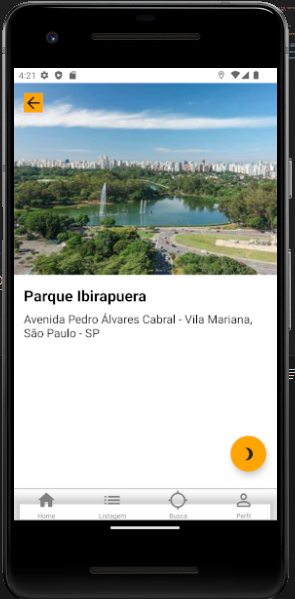 4:21
Parque Ibirapuera
Avenida Pedro Álvares Cabral - Vila Mariana,
São Paulo - SP
Home Listagem Busca Perfil